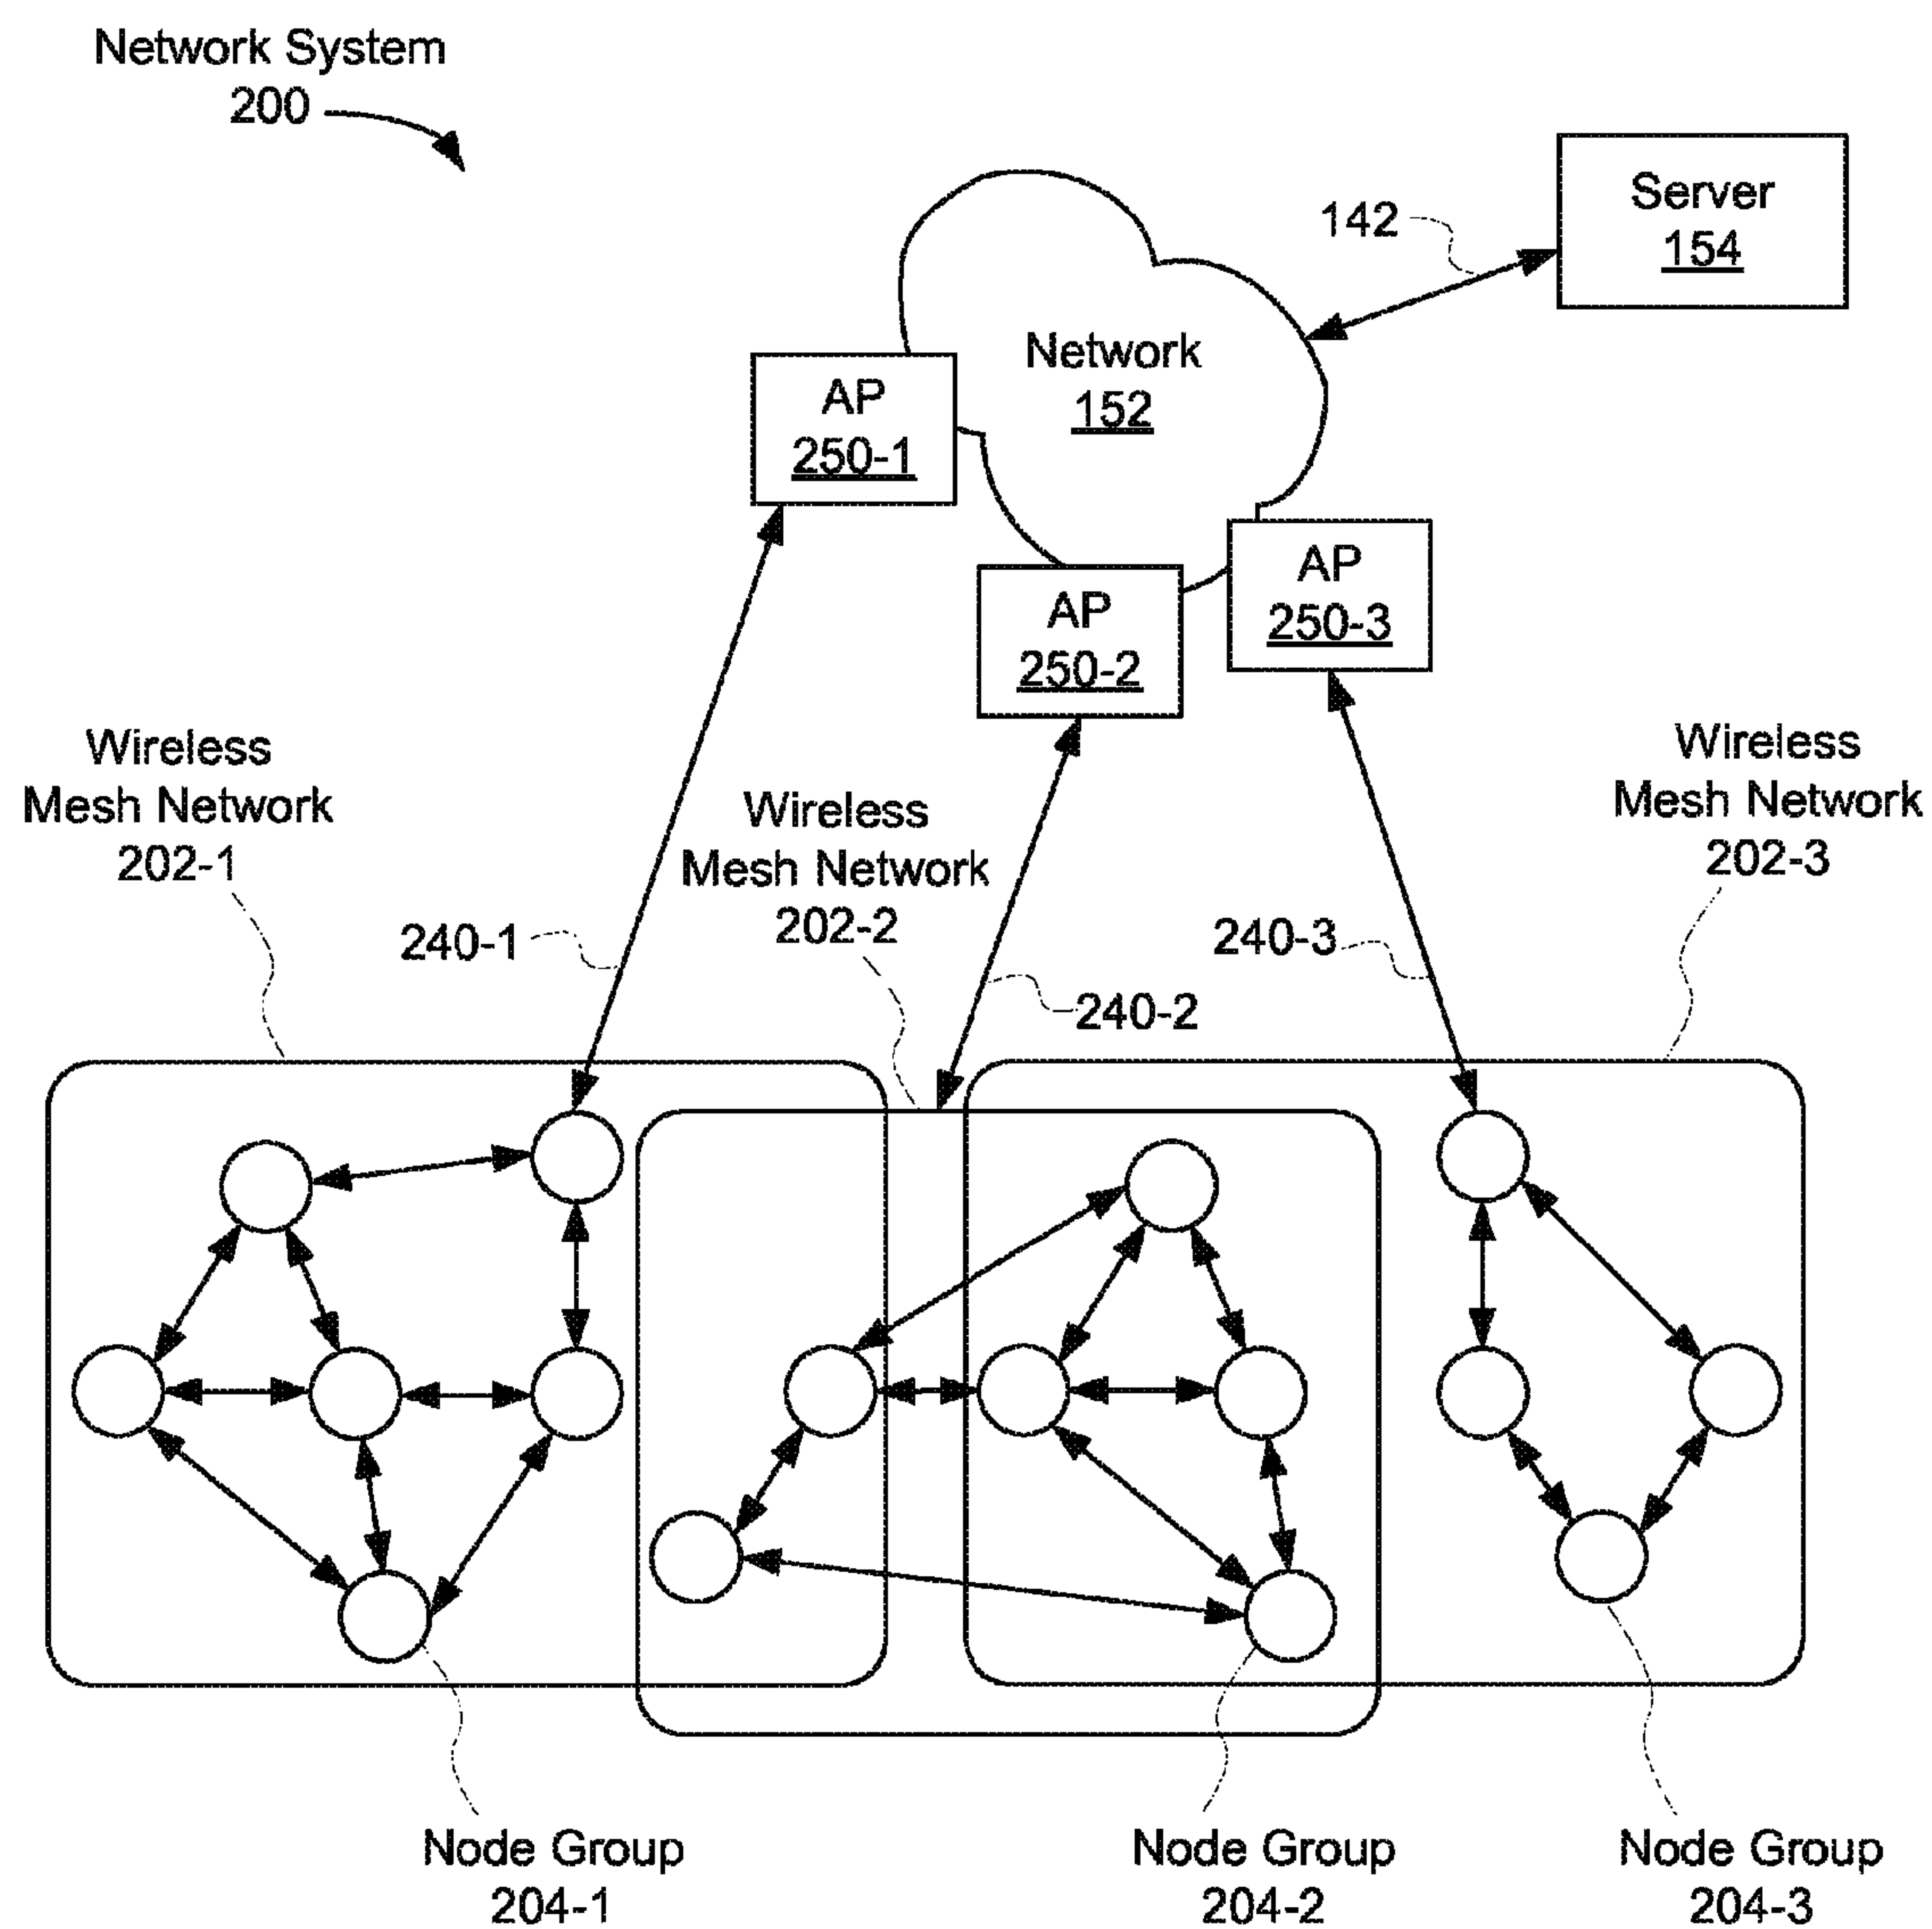 Network System
200
Server
154
142
Network
152
AP
250-1
AP
250-2
AP
250-3
Wireless
Mesh Network
202-1
Wireless
Mesh Network
202-2
Wireless
Mesh Network
202-3
240-1
240-2
240-3
Node Group
204-1
Node Group
204-2
Node Group
204-3